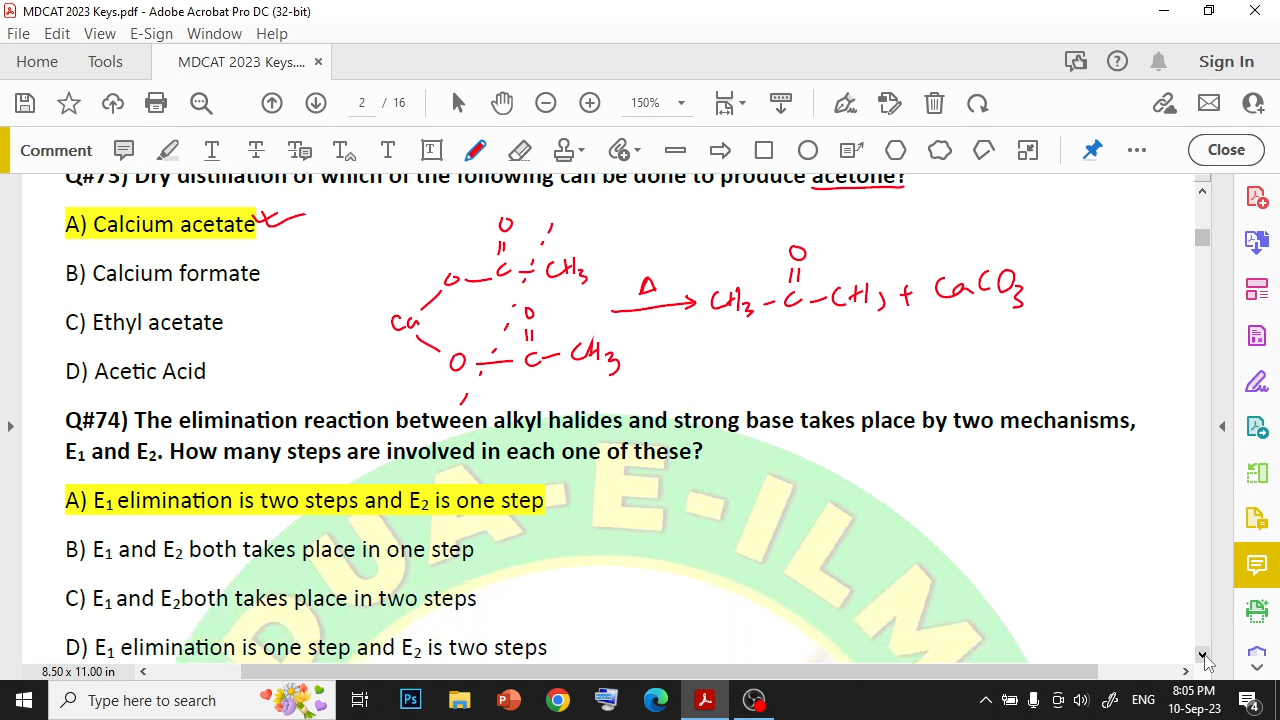 MDCAT 2023 Keys.pdf - Adobe Acrobat Pro DC (32-bit)
File Edit View E-Sign Window Help
Home Tools MDCAT 2023 Keys.... × Sign In
2 / 16 150%
Comment Close
Q#73) Dry distillation of which of the following can be done to produce acetone?
A) Calcium acetate
B) Calcium formate
C) Ethyl acetate
D) Acetic Acid
O
O - C - CH3
Ca
O
O - C - CH3
Δ
O
CH3 - C - CH3 + CaCO3
Q#74) The elimination reaction between alkyl halides and strong base takes place by two mechanisms,
E₁ and E₂. How many steps are involved in each one of these?
A) E₁ elimination is two steps and E₂ is one step
B) E₁ and E₂ both takes place in one step
C) E₁ and E₂both takes place in two steps
D) E₁ elimination is one step and E₂ is two steps
DUA-E-ILM
8.50 x 11.00 in
Type here to search
Ps
ENG
8:05 PM
10-Sep-23
4